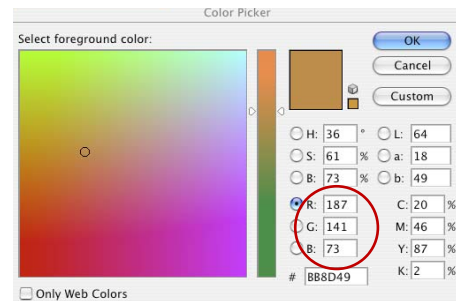 Color Picker
Select foreground color:
OK
Cancel
Custom
H: 36 °
L: 64
S: 61 %
a: 18
B: 73 %
b: 49
R: 187
C: 20 %
G: 141
M: 46 %
B: 73
Y: 87 %
# BB8D49
K: 2 %
Only Web Colors